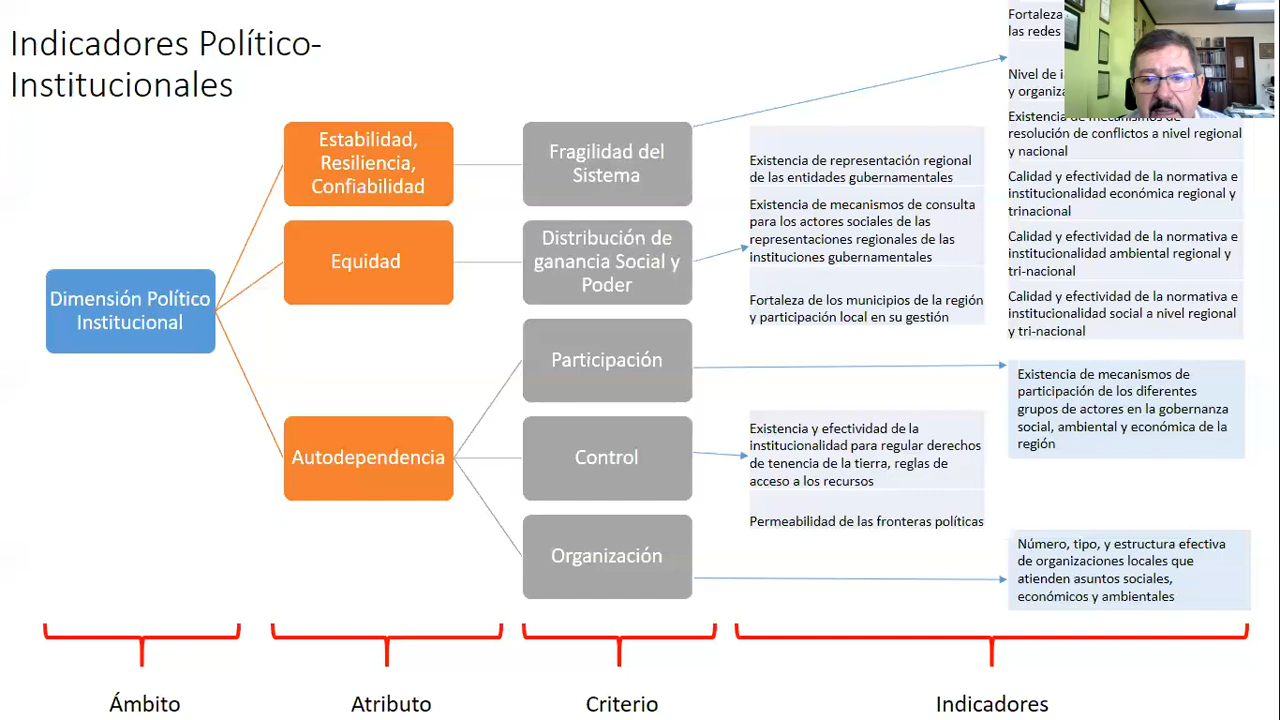 Indicadores Político-
Institucionales
Dimensión Político
Institucional
Estabilidad,
Resiliencia,
Confiabilidad
Equidad
Autodependencia
Fragilidad del
Sistema
Distribución de
ganancia Social y
Poder
Participación
Control
Organización
Existencia de representación regional
de las entidades gubernamentales
Existencia de mecanismos de consulta
para los actores sociales de las
representaciones regionales de las
instituciones gubernamentales
Fortaleza de los municipios de la región
y participación local en su gestión
Existencia y efectividad de la
institucionalidad para regular derechos
de tenencia de la tierra, reglas de
acceso a los recursos
Permeabilidad de las fronteras políticas
Fortaleza
las redes
Nivel de
y organiza
Existencia de mecanismos de
resolución de conflictos a nivel regional
y nacional
Calidad y efectividad de la normativa e
institucionalidad económica regional y
trinacional
Calidad y efectividad de la normativa e
institucionalidad ambiental regional y
tri-nacional
Calidad y efectividad de la normativa e
institucionalidad social a nivel regional
y tri-nacional
Existencia de mecanismos de
participación de los diferentes
grupos de actores en la gobernanza
social, ambiental y económica de la
región
Número, tipo, y estructura efectiva
de organizaciones locales que
atienden asuntos sociales,
económicos y ambientales
Ámbito
Atributo
Criterio
Indicadores